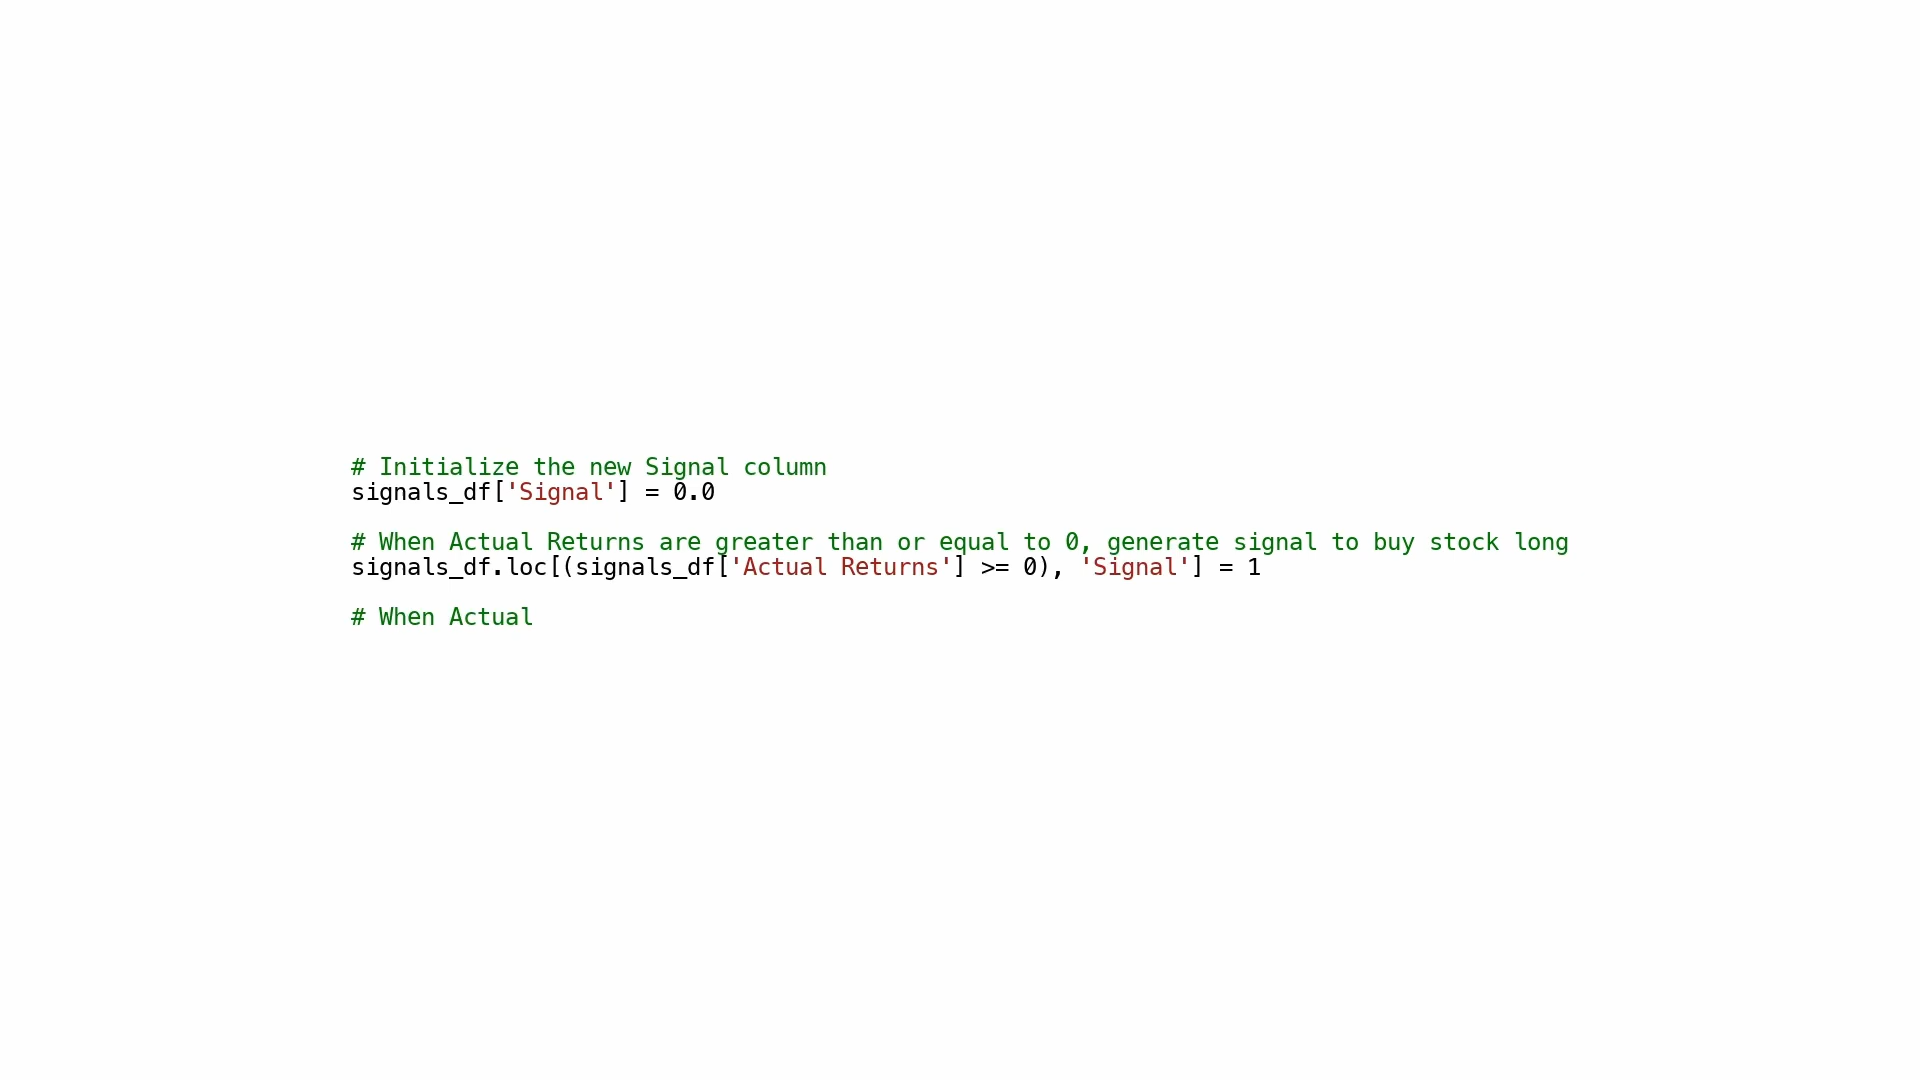 # Initialize the new Signal column
signals_df['Signal'] = 0.0
# When Actual Returns are greater than or equal to 0, generate signal to buy stock long
signals_df.loc[(signals_df['Actual Returns'] >= 0), 'Signal'] = 1
# When Actual